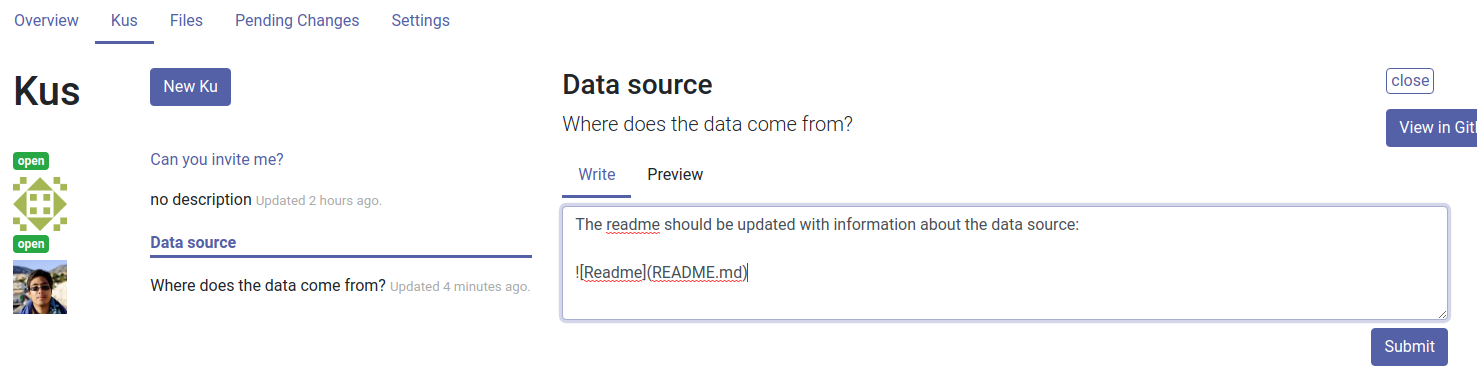 Overview Kus Files Pending Changes Settings
Kus
New Ku
open
Can you invite me?
no description Updated 2 hours ago.
open
Data source
Where does the data come from? Updated 4 minutes ago.
Data source
close
Where does the data come from?
View in Git
Write Preview
The readme should be updated with information about the data source:
![Readme](README.md)
Submit